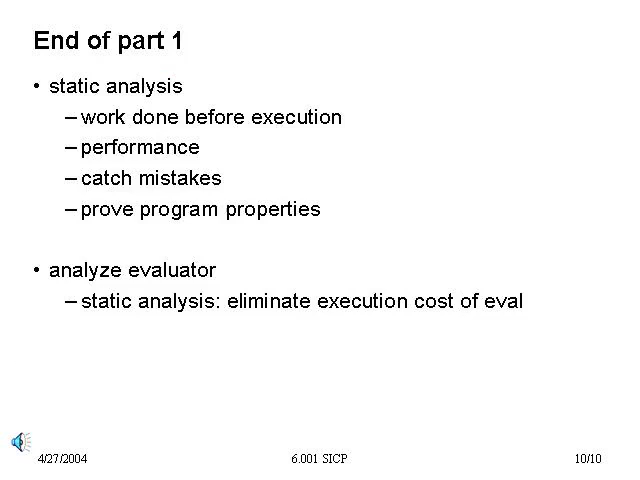 End of part 1
• static analysis
– work done before execution
– performance
– catch mistakes
– prove program properties
• analyze evaluator
– static analysis: eliminate execution cost of eval
4/27/2004 6.001 SICP 10/10